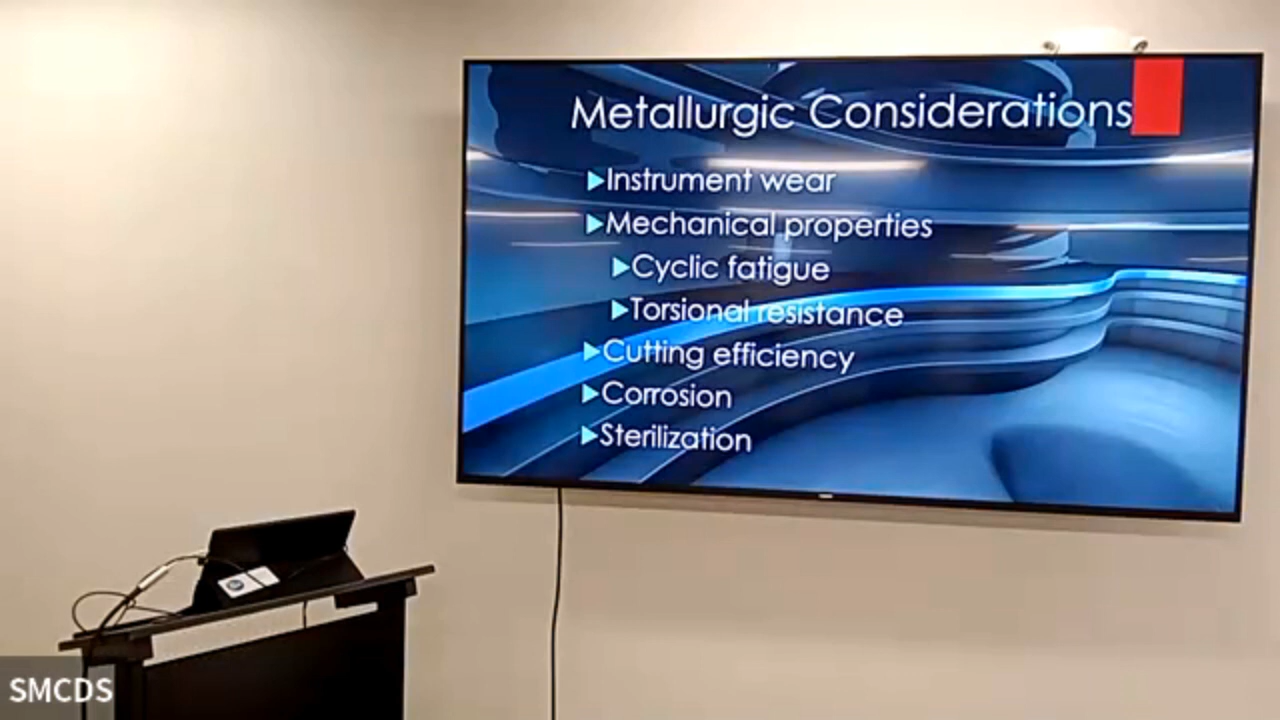 Metallurgic Considerations
Instrument wear
Mechanical properties
Cyclic fatigue
Torsional resistance
Cutting efficiency
Corrosion
Sterilization
SMCDS